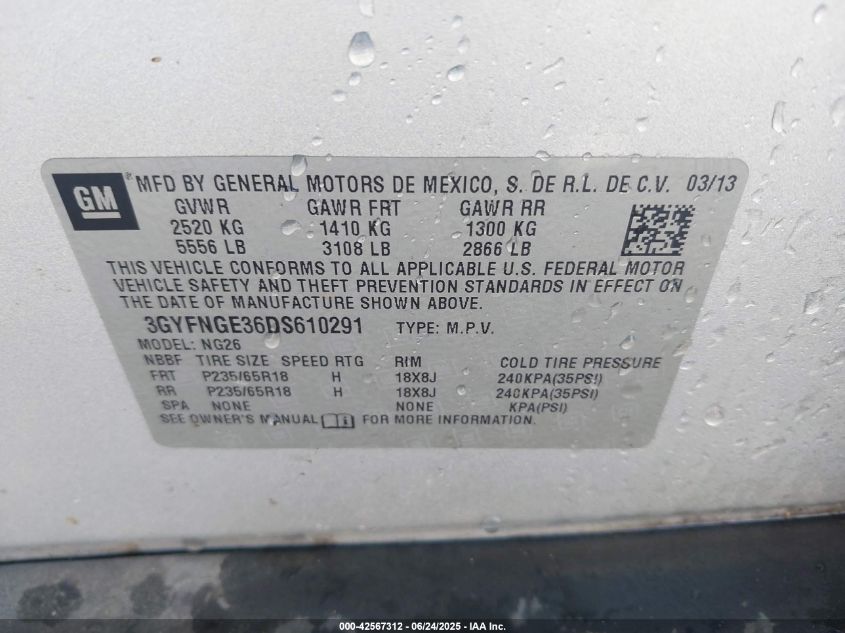 GM® MFD BY GENERAL MOTORS DE MEXICO, S. DE R.L. DE C.V. 03/13
GVWR GAWR FRT GAWR RR
2520 KG 1410 KG 1300 KG
5556 LB 3108 LB 2866 LB
THIS VEHICLE CONFORMS TO ALL APPLICABLE U.S. FEDERAL MOTOR
VEHICLE SAFETY AND THEFT PREVENTION STANDARDS IN EFFECT ON
THE DATE OF MANUFACTURE SHOWN ABOVE.
3GYFNGE36DS610291 TYPE: M.P.V.
MODEL: NG26
NBBF TIRE SIZE SPEED RTG RIM COLD TIRE PRESSURE
FRT P235/65R18 H 18X8J 240KPA(35PSI)
RR P235/65R18 H 18X8J 240KPA(35PSI)
SPA NONE NONE KPA(PSI)
SEE OWNER'S MANUAL FOR MORE INFORMATION.
000-42567312 - 06/24/2025 - IAA Inc.